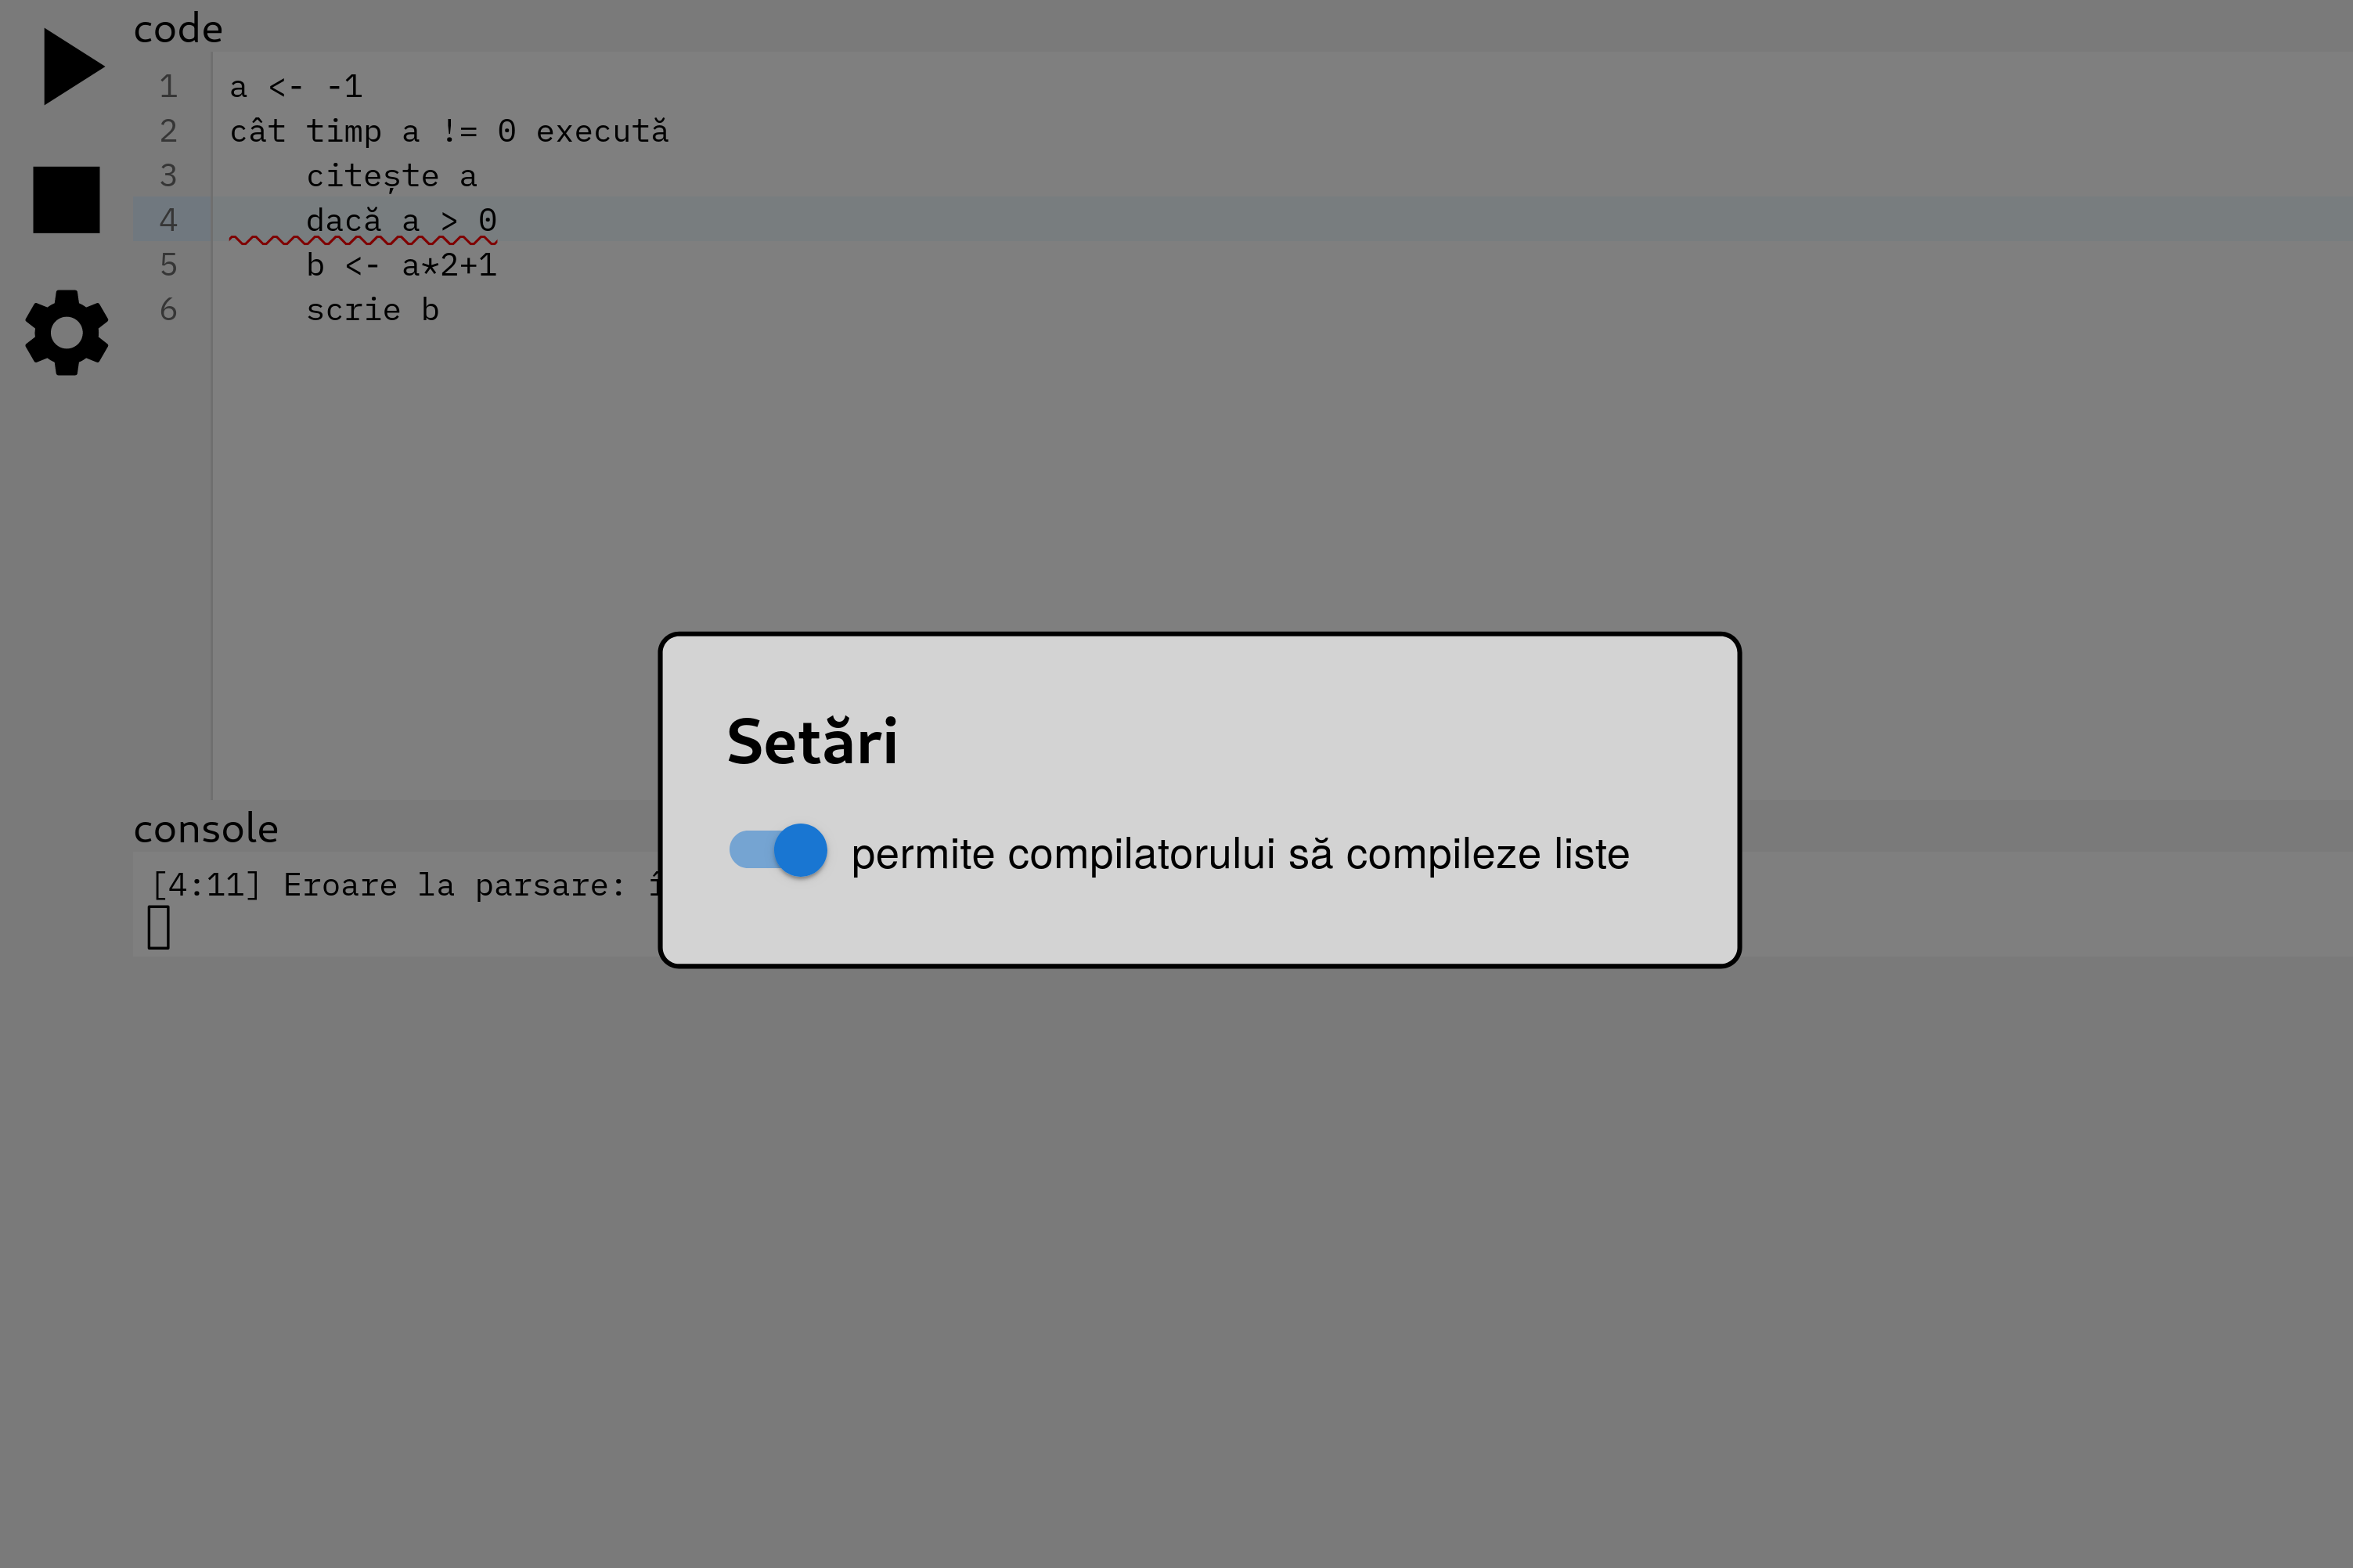 code
1 a <- -1
2 cât timp a != 0 execută
3 citește a
4 dacă a > 0
5 b <- a*2+1
6 scrie b
Setări
permite compilatorului să compileze liste
console
[4:11] Eroare la parsare: